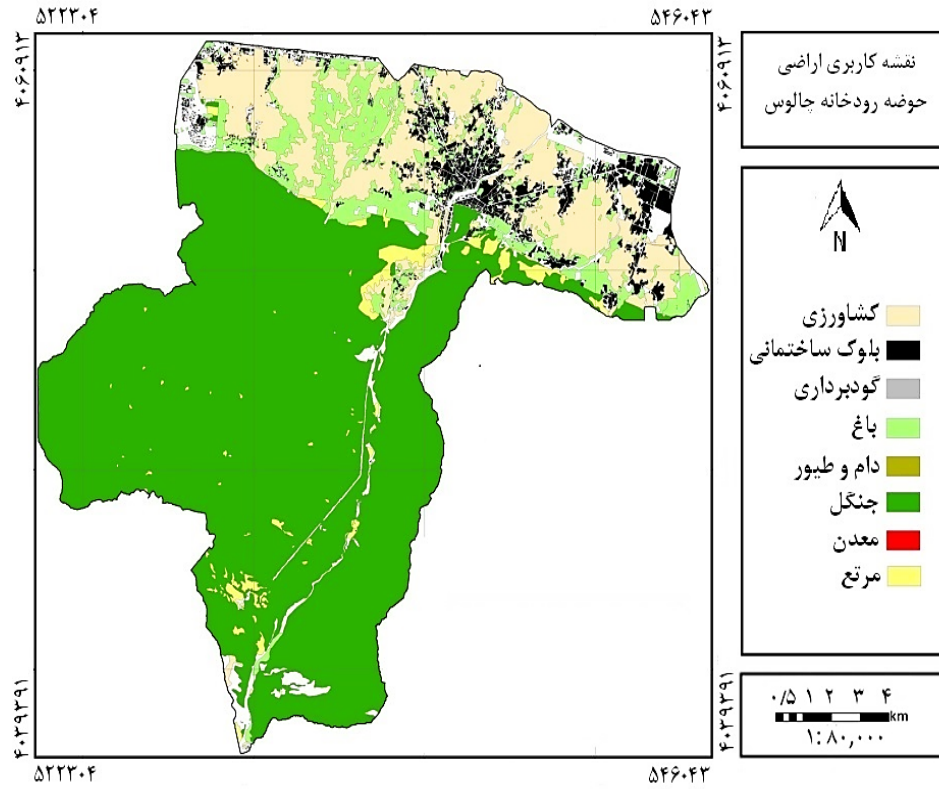 ۵۲۲۳۰۴
۵۴۶۰۴۳
۴۰۶۰۹۱۳
۴۰۶۰۹۱۳
نقشه کاربری اراضی
حوضه رودخانه چالوس
N
کشاورزی
بلوک ساختمانی
گودبرداری
باغ
دام و طیور
جنگل
معدن
مرتع
۴۰۳۹۳۹۱
۴۰۳۹۳۹۱
۰/۵ ۱ ۲ ۳ ۴
km
۱:۸۰,۰۰۰
۵۲۲۳۰۴
۵۴۶۰۴۳